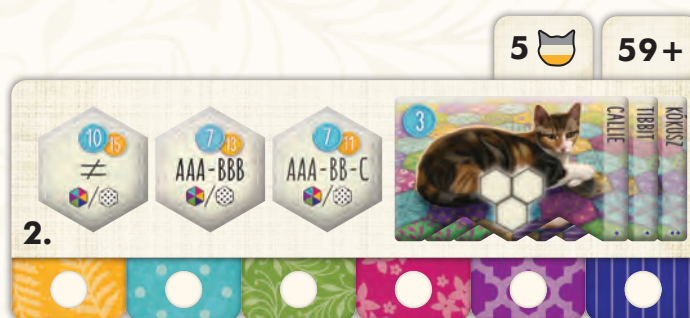 5
59+
10 15
≠
/
7 13
AAA-BBB
/
7 11
AAA-BB-C
/
3
CALLIE
TIBBIT
KÓKUSZ
2.